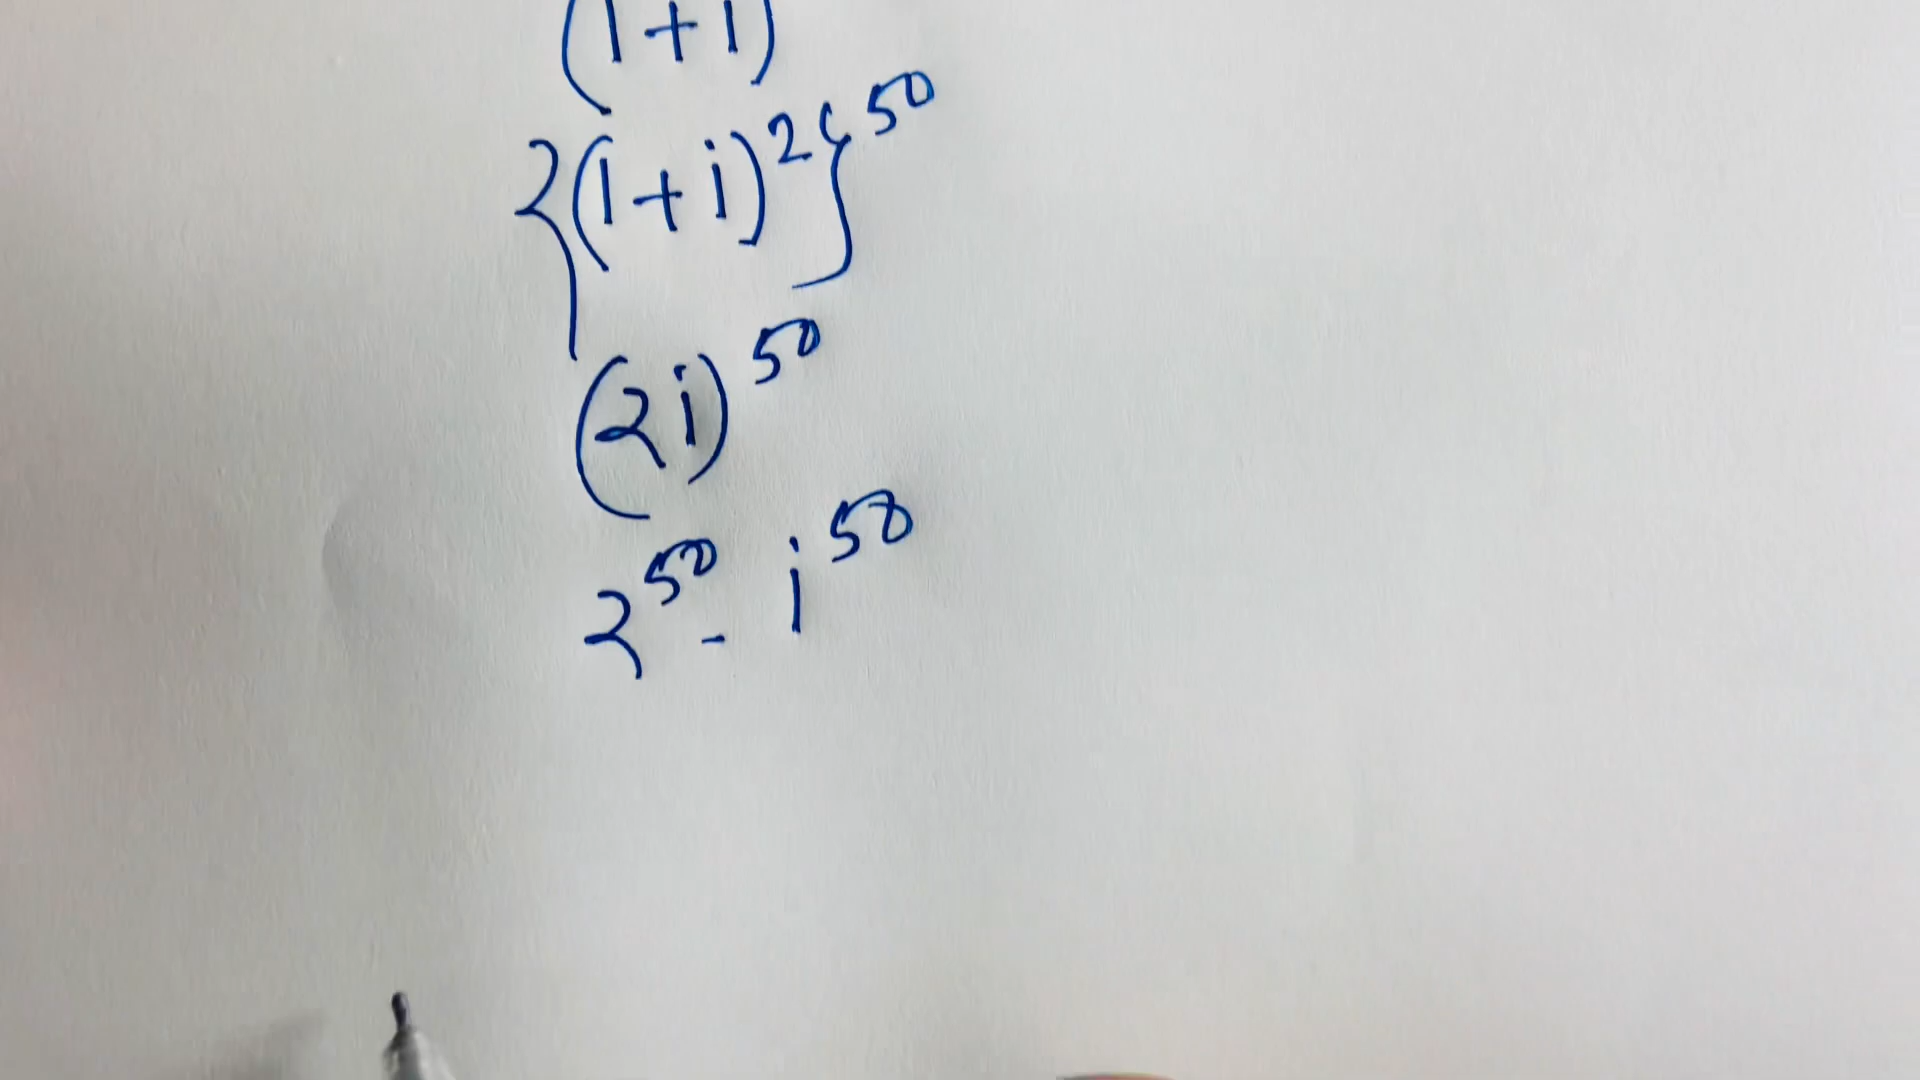 (1+i)
{(1+i)²}⁵⁰
(2i)⁵⁰
2⁵⁰ . i⁵⁰